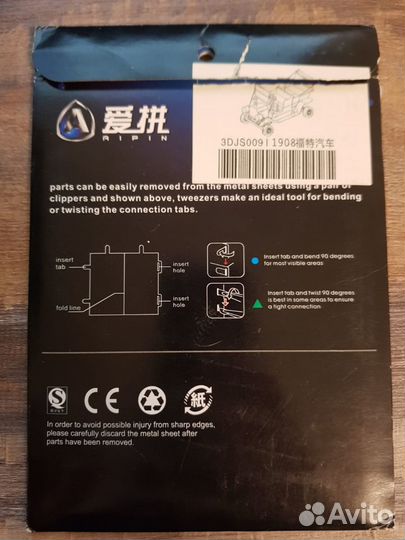 爱拼
AIPIN
3DJS009I 1908福特汽车
parts can be easily removed from the metal sheets using a pair of
clippers and shown above, tweezers make an ideal tool for bending
or twisting the connection tabs.
insert
tab
insert
hole
fold line
insert
hole
Insert tab and bend 90 degrees
for most visible areas
Insert tab and twist 90 degrees
is best in some areas to ensure
a tight connection
CE
紙
In order to avoid possible injury from sharp edges,
please carefully discard the metal sheet after
parts have been removed.
Avito